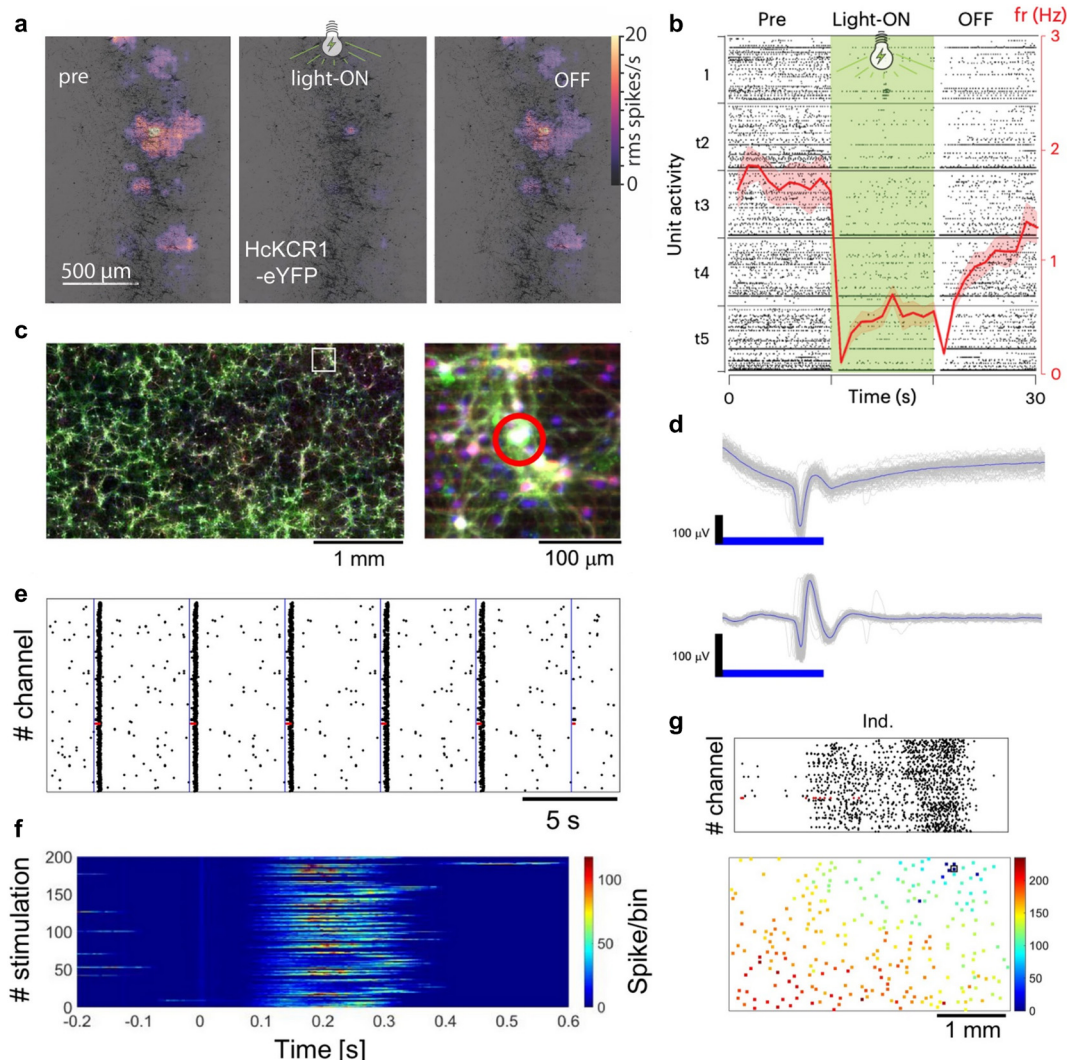 a
pre
light-ON
OFF
HcKCR1
-eYFP
500 µm
20
0
rms spikes/s
b
Pre
Light-ON
OFF
fr (Hz)
1
t2
t3
t4
t5
Unit activity
3
2
1
0
0
Time (s)
30
c
1 mm
100 µm
d
100 µV
100 µV
e
# channel
5 s
f
# stimulation
200
150
100
50
0
-0.2
-0.1
0
0.1
0.2
0.3
0.4
0.5
0.6
Time [s]
100
50
0
Spike/bin
g
Ind.
# channel
200
150
100
50
0
1 mm